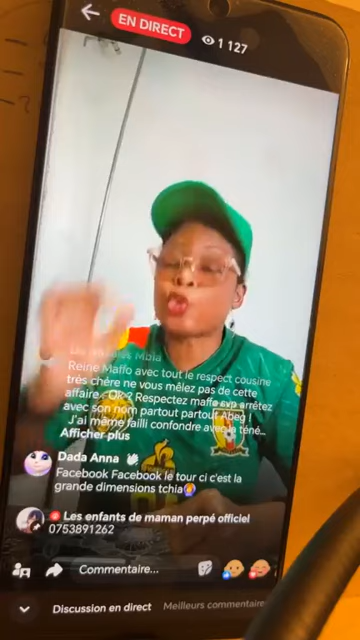 EN DIRECT
1 127
Mbia
Reine Maffo avec tout le respect cousine
très chère ne vous mêlez pas de cette
affaire. Ok ? Respectez maffo svp arrêtez
avec son nom partout partout Abeg !
J'ai même failli confondre avec la téné...
Afficher plus
Dada Anna
Facebook Facebook le tour ci c'est la
grande dimensions tchia
Les enfants de maman perpé officiel
0753891262
Commentaire...
Discussion en direct
Meilleurs commentaire